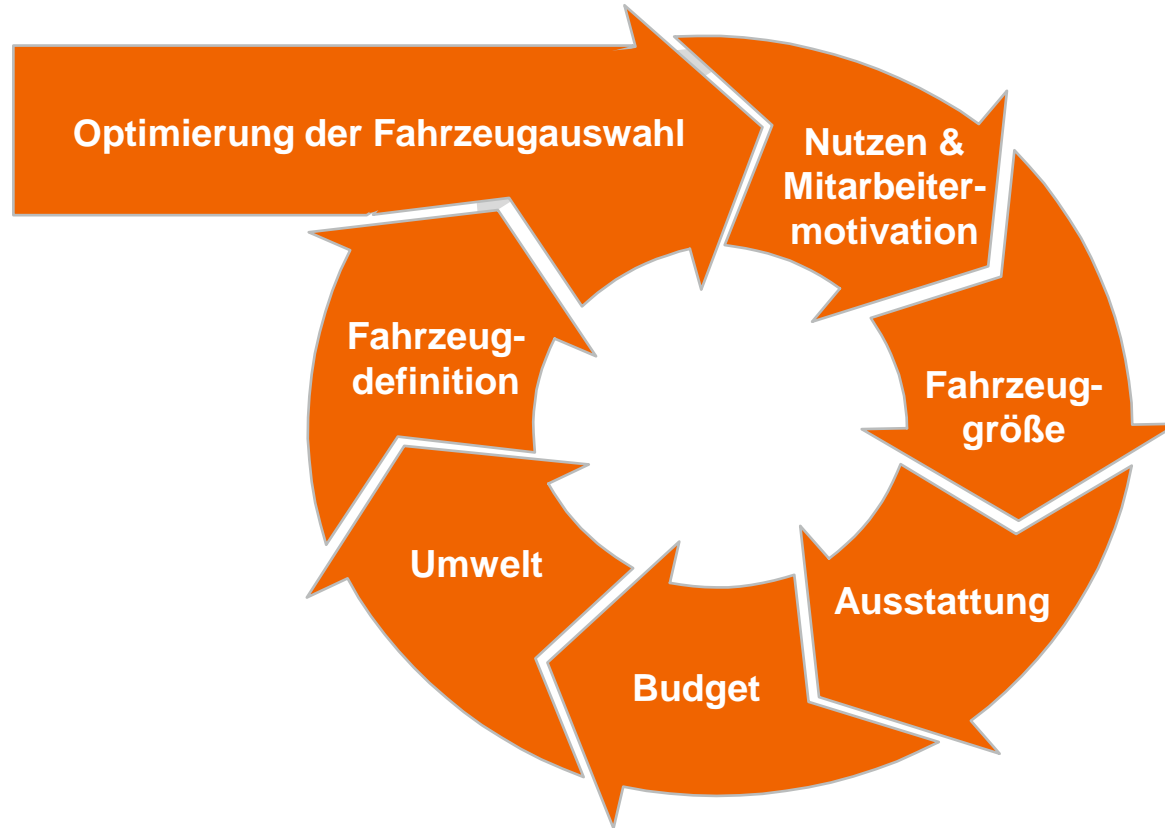 Optimierung der Fahrzeugauswahl
Nutzen &
Mitarbeiter-
motivation
Fahrzeug-
größe
Ausstattung
Budget
Umwelt
Fahrzeug-
definition